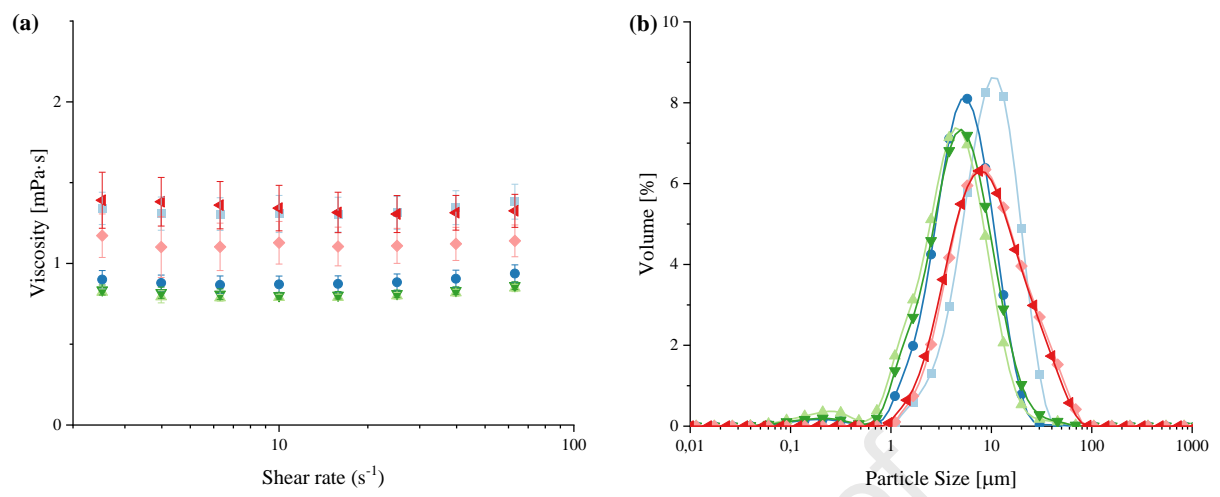 (a)
Viscosity [mPa·s]
2
1
0
10
100
Shear rate (s⁻¹)
(b)
Volume [%]
10
8
6
4
2
0
0,01
0,1
1
10
100
1000
Particle Size [µm]